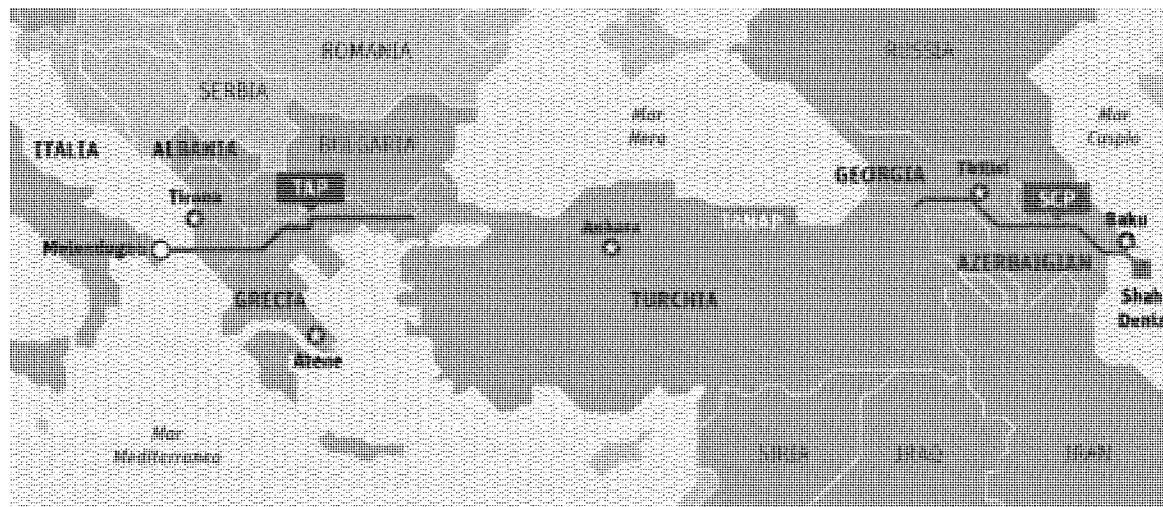 ROMANIA
RUSSIA
SERBIA
Mar
Nero
Mar
Caspio
ITALIA
ALBANIA
BULGARIA
TAP
GEORGIA
Tbilisi
SCP
Tirana
TANAP
Baku
Ankara
Melendugno
AZERBAIGIAN
GRECIA
TURCHIA
Shah
Deniz
Atene
Mar
Mediterraneo
SIRIA
IRAQ
IRAN